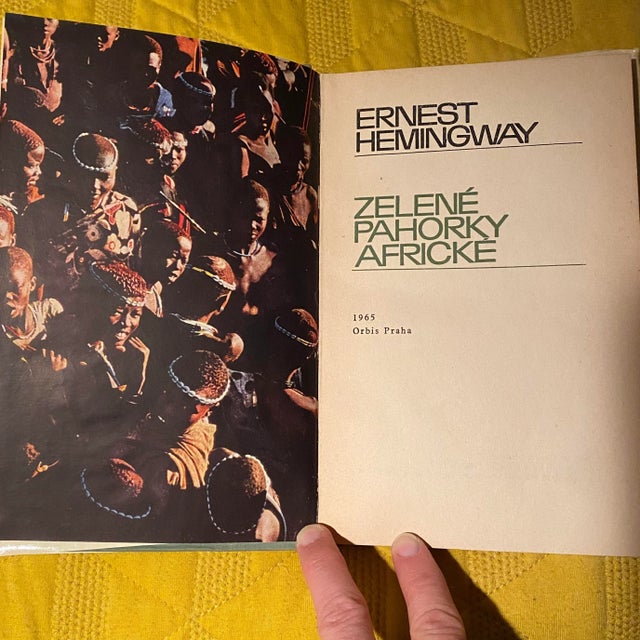 ERNEST
HEMINGWAY
ZELENÉ
PAHORKY
AFRICKÉ
1965
Orbis Praha